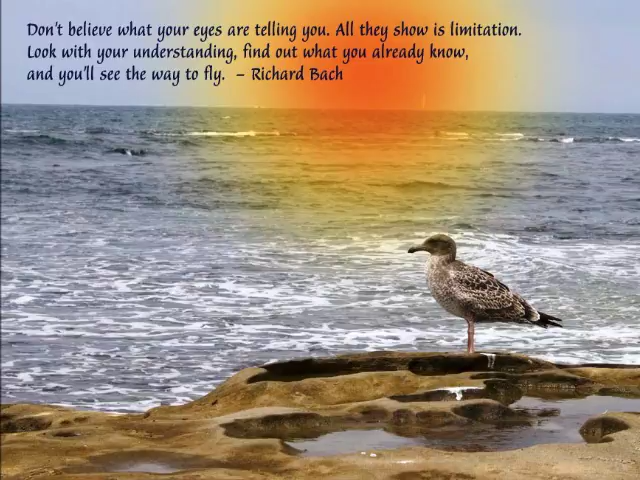 Don't believe what your eyes are telling you. All they show is limitation.
Look with your understanding, find out what you already know,
and you'll see the way to fly. – Richard Bach